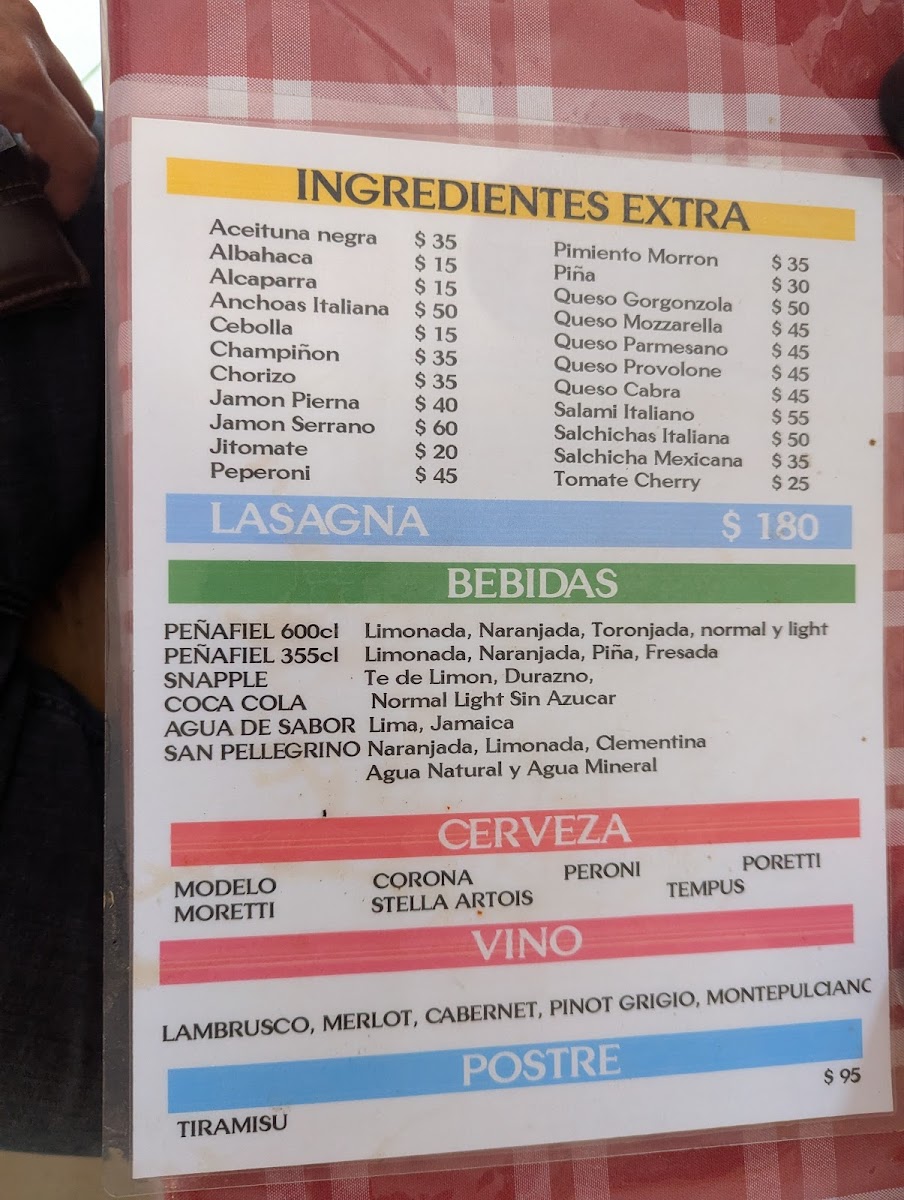 INGREDIENTES EXTRA
Aceituna negra $ 35
Albahaca $ 15
Alcaparra $ 15
Anchoas Italiana $ 50
Cebolla $ 15
Champiñon $ 35
Chorizo $ 35
Jamon Pierna $ 40
Jamon Serrano $ 60
Jitomate $ 20
Peperoni $ 45
Pimiento Morron $ 35
Piña $ 30
Queso Gorgonzola $ 50
Queso Mozzarella $ 45
Queso Parmesano $ 45
Queso Provolone $ 45
Queso Cabra $ 45
Salami Italiano $ 55
Salchichas Italiana $ 50
Salchicha Mexicana $ 35
Tomate Cherry $ 25
LASAGNA $ 180
BEBIDAS
PEÑAFIEL 600cl Limonada, Naranjada, Toronjada, normal y light
PEÑAFIEL 355cl Limonada, Naranjada, Piña, Fresada
SNAPPLE Te de Limon, Durazno,
COCA COLA Normal Light Sin Azucar
AGUA DE SABOR Lima, Jamaica
SAN PELLEGRINO Naranjada, Limonada, Clementina
Agua Natural y Agua Mineral
CERVEZA
MODELO CORONA PERONI PORETTI
MORETTI STELLA ARTOIS TEMPUS
VINO
LAMBRUSCO, MERLOT, CABERNET, PINOT GRIGIO, MONTEPULCIANC
POSTRE
$ 95
TIRAMISU